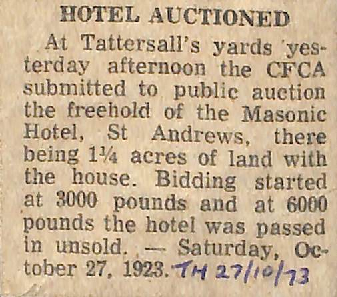 HOTEL AUCTIONED
At Tattersall's yards yes-
terday afternoon the CFCA
submitted to public auction
the freehold of the Masonic
Hotel, St Andrews, there
being 1¼ acres of land with
the house. Bidding started
at 3000 pounds and at 6000
pounds the hotel was passed
in unsold. — Saturday, Oc-
tober 27, 1923. TH 27/10/73